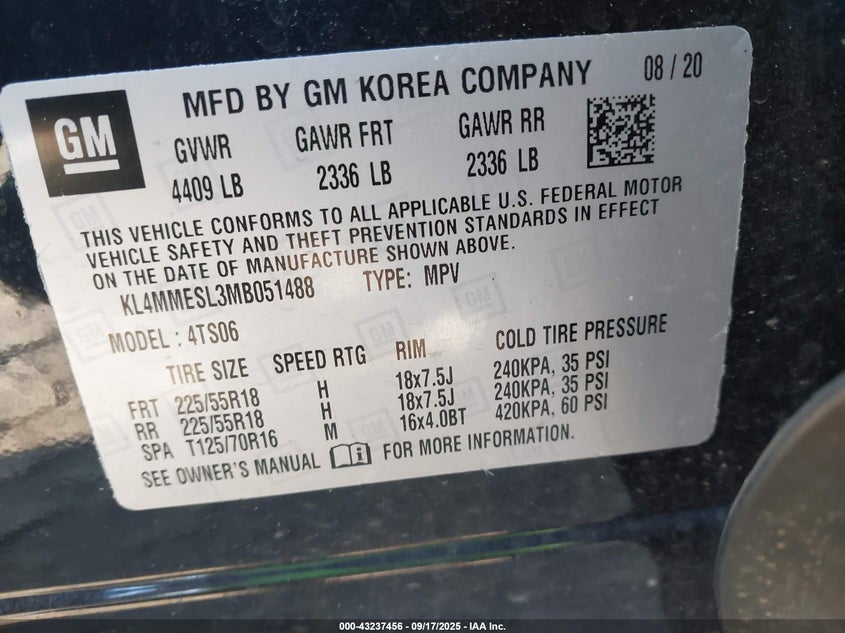 GM
MFD BY GM KOREA COMPANY 08 / 20
GVWR GAWR FRT GAWR RR
4409 LB 2336 LB 2336 LB
THIS VEHICLE CONFORMS TO ALL APPLICABLE U.S. FEDERAL MOTOR
VEHICLE SAFETY AND THEFT PREVENTION STANDARDS IN EFFECT
ON THE DATE OF MANUFACTURE SHOWN ABOVE.
KL4MMESL3MB051488 TYPE: MPV
MODEL : 4TS06
TIRE SIZE SPEED RTG RIM COLD TIRE PRESSURE
FRT 225/55R18 H 18x7.5J 240KPA, 35 PSI
RR 225/55R18 H 18x7.5J 240KPA, 35 PSI
SPA T125/70R16 M 16x4.0BT 420KPA, 60 PSI
SEE OWNER'S MANUAL FOR MORE INFORMATION.
000-43237456 - 09/17/2025 - IAA Inc.